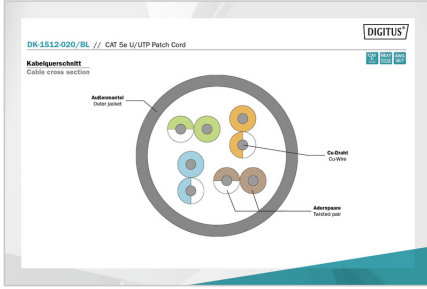 DIGITUS®
DK-1512-020/BL // CAT 5e U/UTP Patch Cord
Kabelquerschnitt
Cable cross section
Außenmantel
Outer jacket
Cu-Draht
Cu-Wire
Adernpaare
Twisted pair